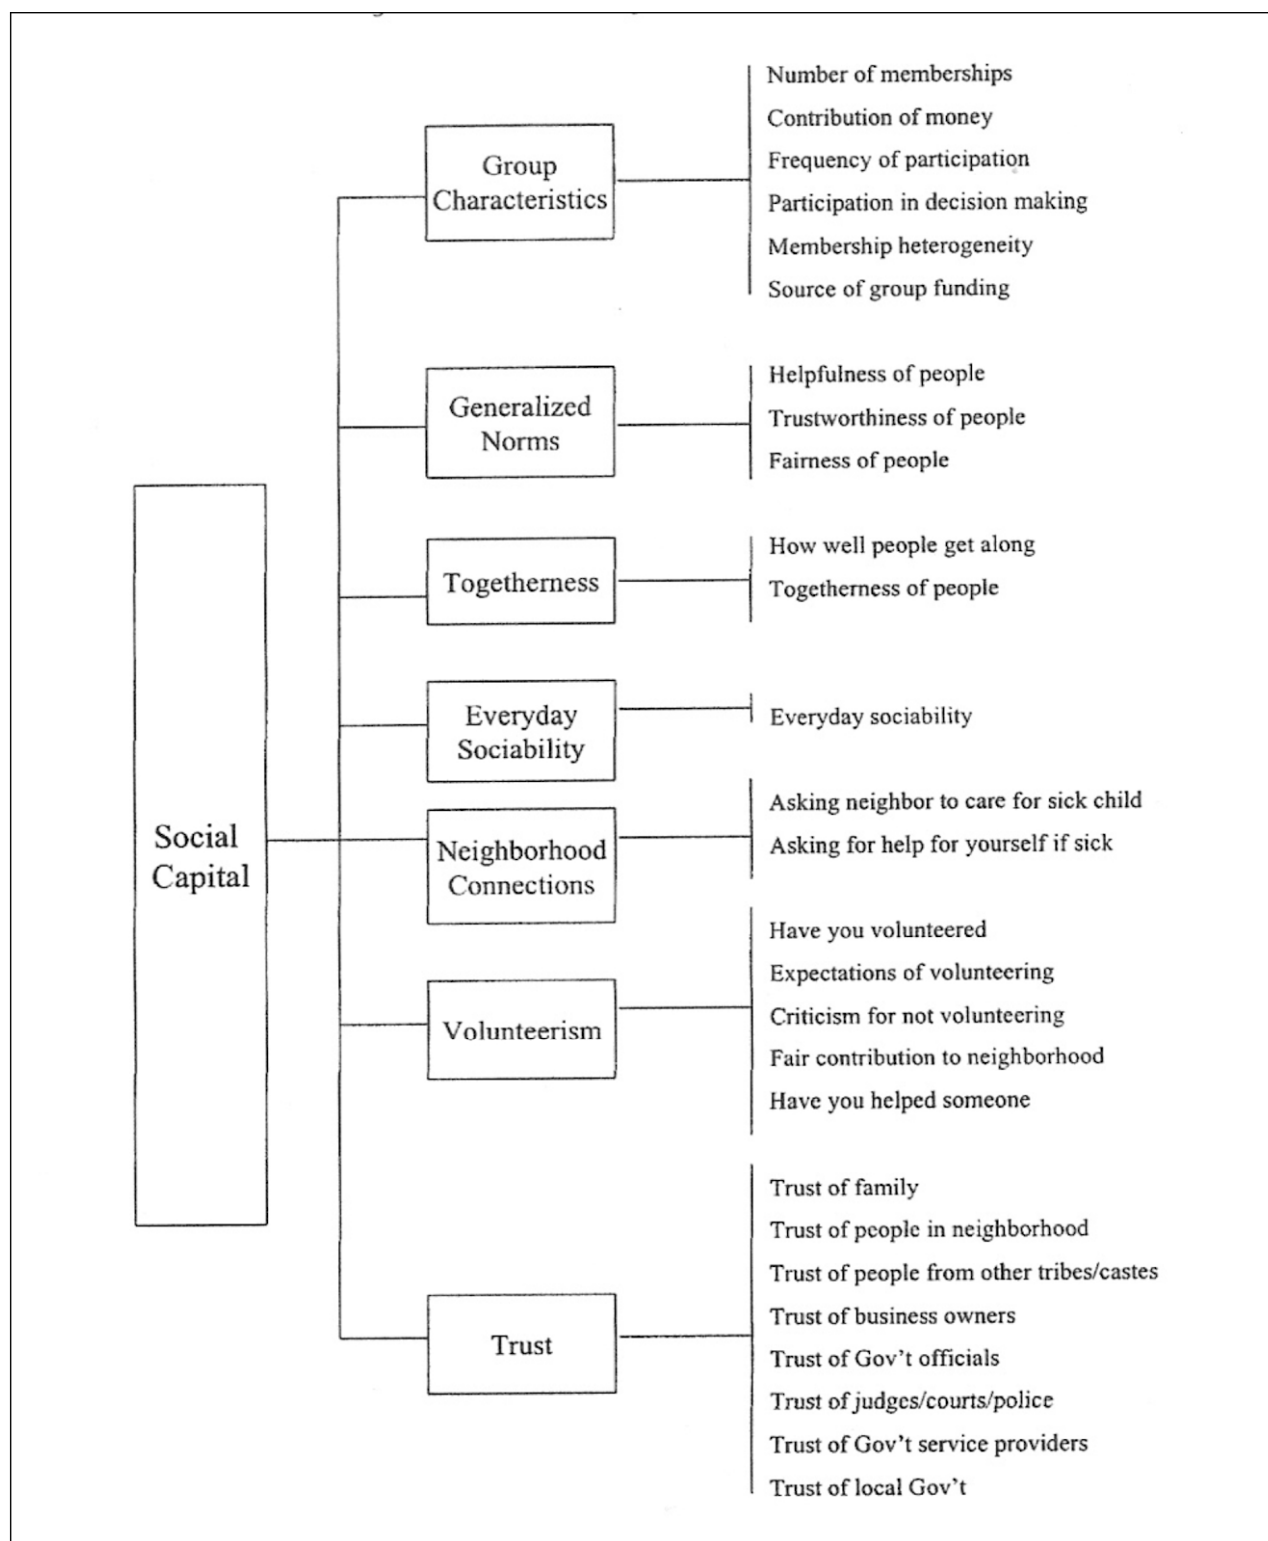 Number of memberships
Contribution of money
Group
Characteristics
Frequency of participation
Participation in decision making
Membership heterogeneity
Source of group funding
Generalized
Norms
Helpfulness of people
Trustworthiness of people
Fairness of people
Togetherness
How well people get along
Togetherness of people
Everyday
Sociability
Everyday sociability
Social
Capital
Neighborhood
Connections
Asking neighbor to care for sick child
Asking for help for yourself if sick
Volunteerism
Have you volunteered
Expectations of volunteering
Criticism for not volunteering
Fair contribution to neighborhood
Have you helped someone
Trust
Trust of family
Trust of people in neighborhood
Trust of people from other tribes/castes
Trust of business owners
Trust of Gov't officials
Trust of judges/courts/police
Trust of Gov't service providers
Trust of local Gov't